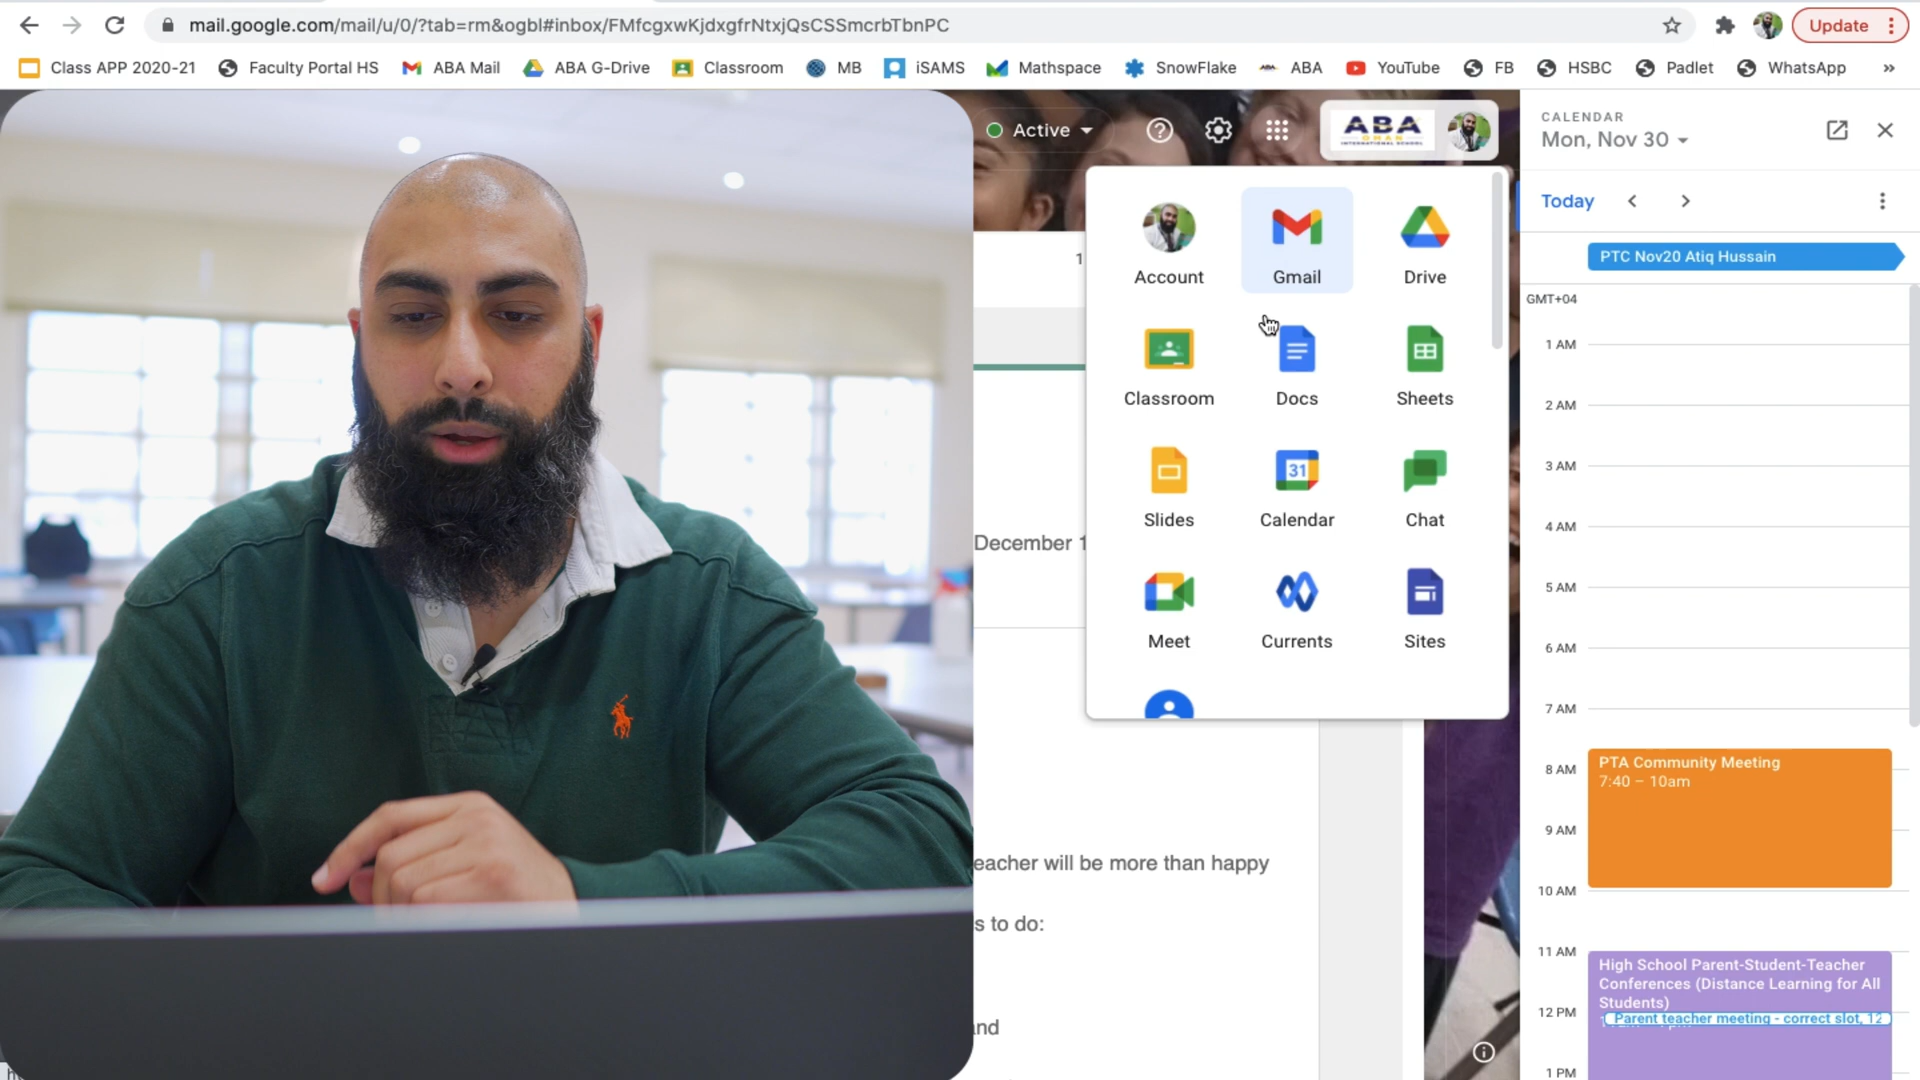 mail.google.com/mail/u/0/?tab=rm&ogbl#inbox/FMfcgxwKjdxgfrNtxjQsCSSmcrbTbnPC
Update
Class APP 2020-21 Faculty Portal HS ABA Mail ABA G-Drive Classroom MB iSAMS Mathspace SnowFlake ABA YouTube FB HSBC Padlet WhatsApp »
Active
ABA
OMAN
INTERNATIONAL SCHOOL
CALENDAR
Mon, Nov 30
Today
PTC Nov20 Atiq Hussain
GMT+04
1
Account Gmail Drive
Classroom Docs Sheets
Slides 31 Calendar Chat
Meet Currents Sites
December 1
eacher will be more than happy
s to do:
and
1 AM
2 AM
3 AM
4 AM
5 AM
6 AM
7 AM
8 AM
PTA Community Meeting
7:40 – 10am
9 AM
10 AM
11 AM
High School Parent-Student-Teacher
Conferences (Distance Learning for All
Students)
12 PM
Parent teacher meeting - correct slot, 12
1 PM